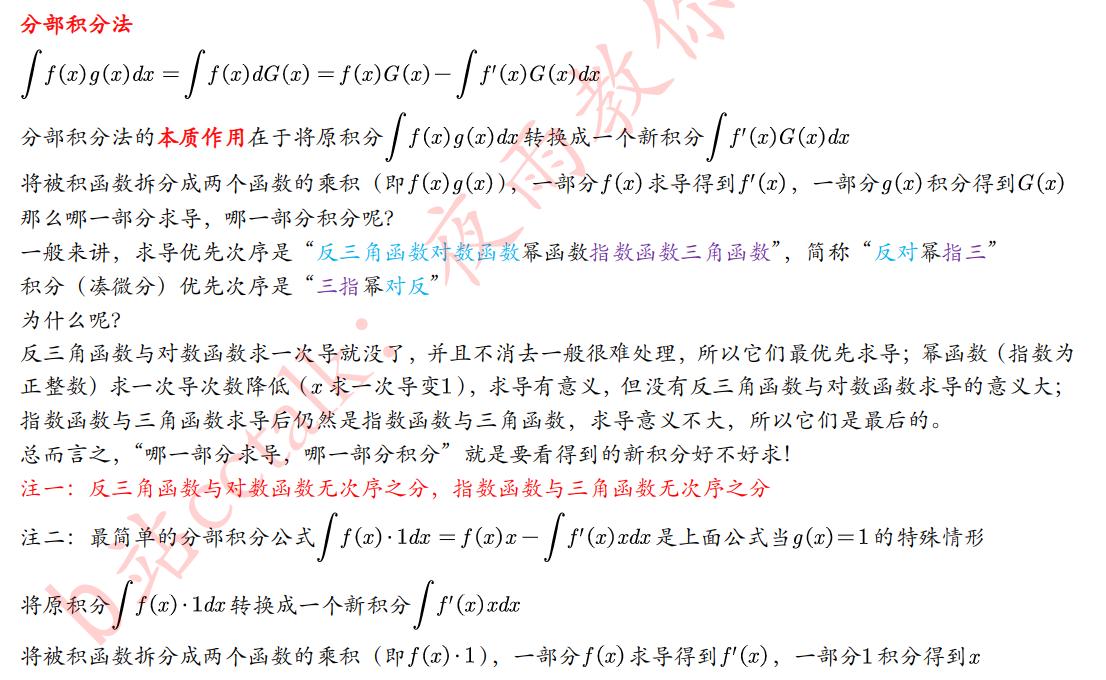 分部积分法
∫f(x)g(x)dx=∫f(x)dG(x)=f(x)G(x)−∫f′(x)G(x)dx
分部积分法的本质作用在于将原积分∫f(x)g(x)dx转换成一个新积分∫f′(x)G(x)dx
将被积函数拆分成两个函数的乘积（即f(x)g(x)），一部分f(x)求导得到f′(x)，一部分g(x)积分得到G(x)
那么哪一部分求导，哪一部分积分呢？
一般来讲，求导优先次序是“反三角函数对数函数幂函数指数函数三角函数”，简称“反对幂指三”
积分（凑微分）优先次序是“三指幂对反”
为什么呢？
反三角函数与对数函数求一次导就没了，并且不消去一般很难处理，所以它们最优先求导；幂函数（指数为
正整数）求一次导次数降低（x求一次导变1），求导有意义，但没有反三角函数与对数函数求导的意义大；
指数函数与三角函数求导后仍然是指数函数与三角函数，求导意义不大，所以它们是最后的。
总而言之，“哪一部分求导，哪一部分积分”就是要看得到的新积分好不好求！
注一：反三角函数与对数函数无次序之分，指数函数与三角函数无次序之分
注二：最简单的分部积分公式∫f(x)·1dx=f(x)x−∫f′(x)xdx是上面公式当g(x)=1的特殊情形
将原积分∫f(x)·1dx转换成一个新积分∫f′(x)xdx
将被积函数拆分成两个函数的乘积（即f(x)·1），一部分f(x)求导得到f′(x)，一部分1积分得到x
b站cctalk：夜雨教你